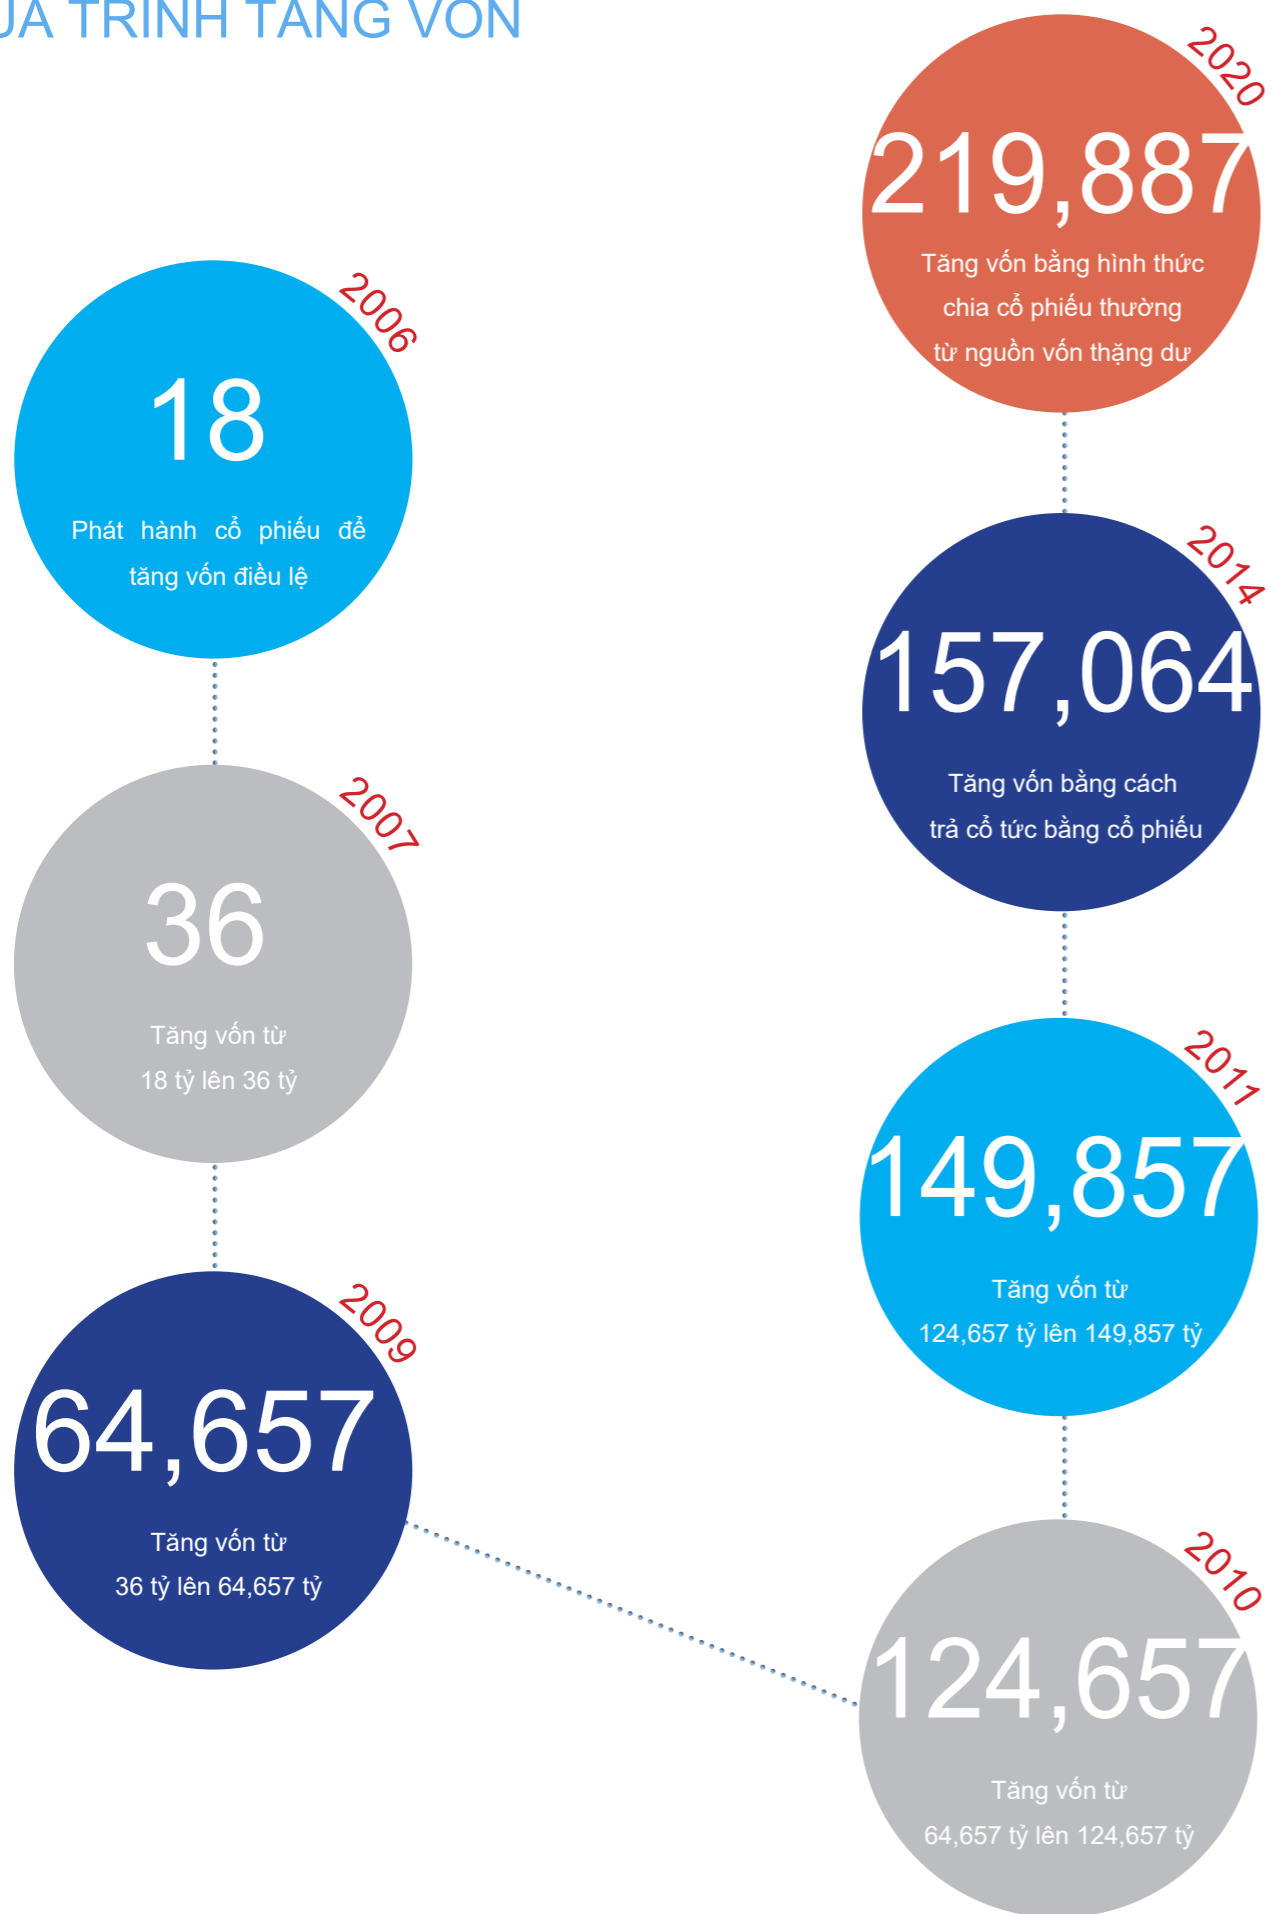 TRÌNH TĂNG VỐN
2006
18
Phát hành cổ phiếu để
tăng vốn điều lệ
2007
36
Tăng vốn từ
18 tỷ lên 36 tỷ
2009
64,657
Tăng vốn từ
36 tỷ lên 64,657 tỷ
2010
124,657
Tăng vốn từ
64,657 tỷ lên 124,657 tỷ
2011
149,857
Tăng vốn từ
124,657 tỷ lên 149,857 tỷ
2014
157,064
Tăng vốn bằng cách
trả cổ tức bằng cổ phiếu
2020
219,887
Tăng vốn bằng hình thức
chia cổ phiếu thường
từ nguồn vốn thặng dư